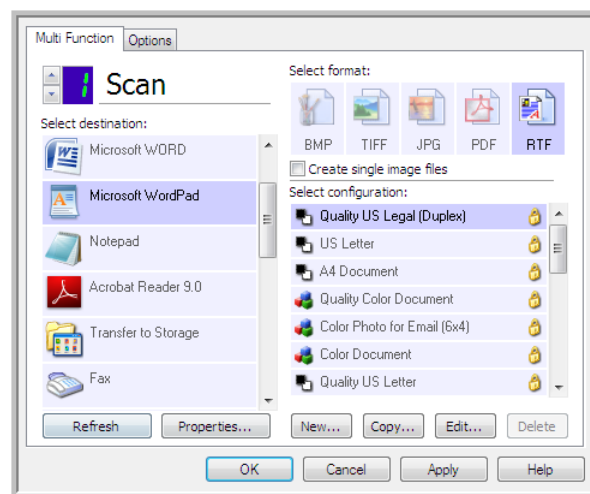 Multi Function
Options
1
Scan
Select destination:
Microsoft WORD
Microsoft WordPad
Notepad
Acrobat Reader 9.0
Transfer to Storage
Fax
Refresh
Properties...
Select format:
BMP TIFF JPG PDF RTF
Create single image files
Select configuration:
Quality US Legal (Duplex)
US Letter
A4 Document
Quality Color Document
Color Photo for Email (6x4)
Color Document
Quality US Letter
New... Copy... Edit... Delete
OK Cancel Apply Help